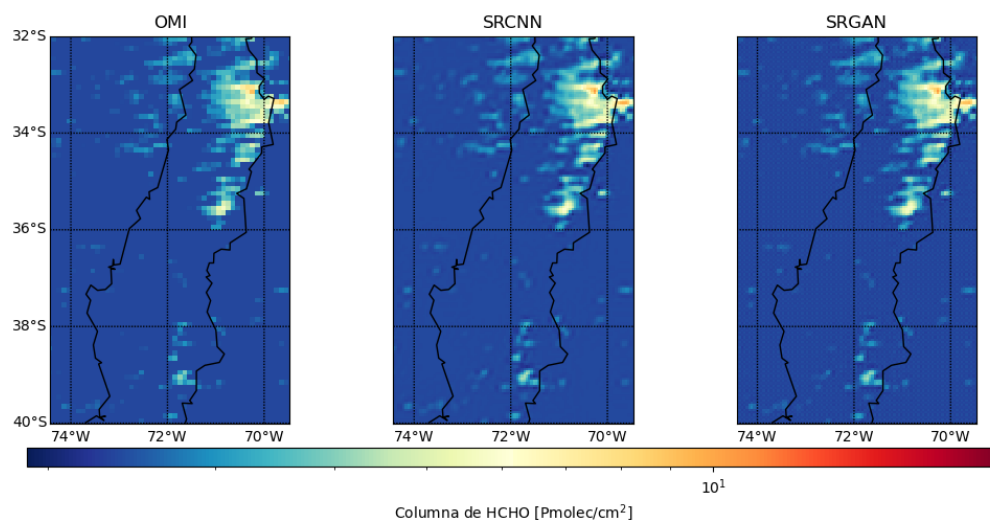 OMI SRCNN SRGAN
32°S
34°S
36°S
38°S
40°S
74°W 72°W 70°W 74°W 72°W 70°W 74°W 72°W 70°W
10¹
Columna de HCHO [Pmolec/cm²]